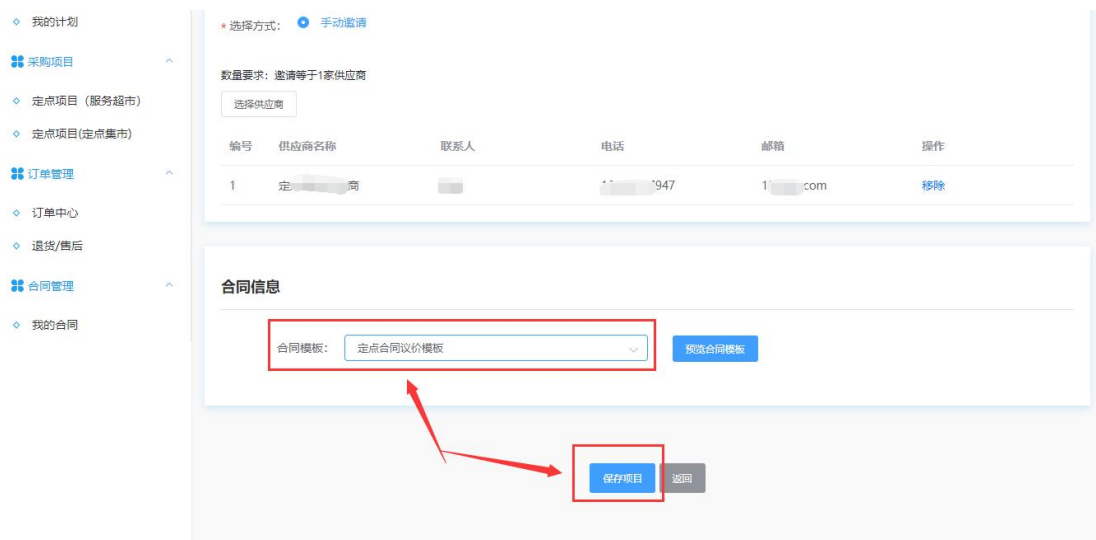 我的计划
采购项目
定点项目（服务超市）
定点项目(定点集市)
订单管理
订单中心
退货/售后
合同管理
我的合同
* 选择方式： 手动邀请
数量要求：邀请等于1家供应商
选择供应商
编号 供应商名称 联系人 电话 邮箱 操作
1 定 商 947 1 com 移除
合同信息
合同模板： 定点合同议价模板 预览合同模板
保存项目 返回